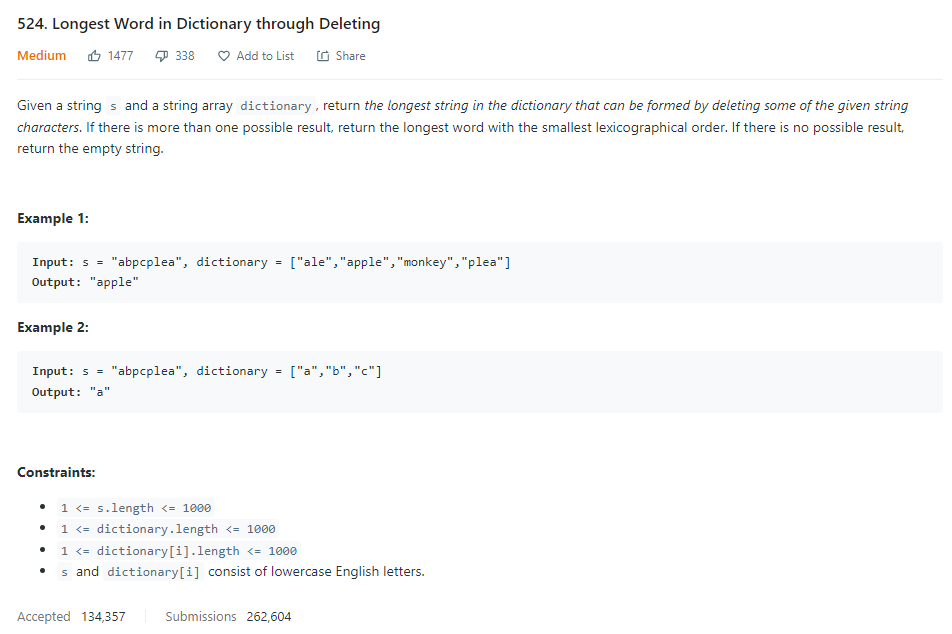 524. Longest Word in Dictionary through Deleting
Medium 1477 338 Add to List Share
Given a string s and a string array dictionary, return the longest string in the dictionary that can be formed by deleting some of the given string
characters. If there is more than one possible result, return the longest word with the smallest lexicographical order. If there is no possible result,
return the empty string.
Example 1:
Input: s = "abpcplea", dictionary = ["ale","apple","monkey","plea"]
Output: "apple"
Example 2:
Input: s = "abpcplea", dictionary = ["a","b","c"]
Output: "a"
Constraints:
• 1 <= s.length <= 1000
• 1 <= dictionary.length <= 1000
• 1 <= dictionary[i].length <= 1000
• s and dictionary[i] consist of lowercase English letters.
Accepted 134,357 Submissions 262,604